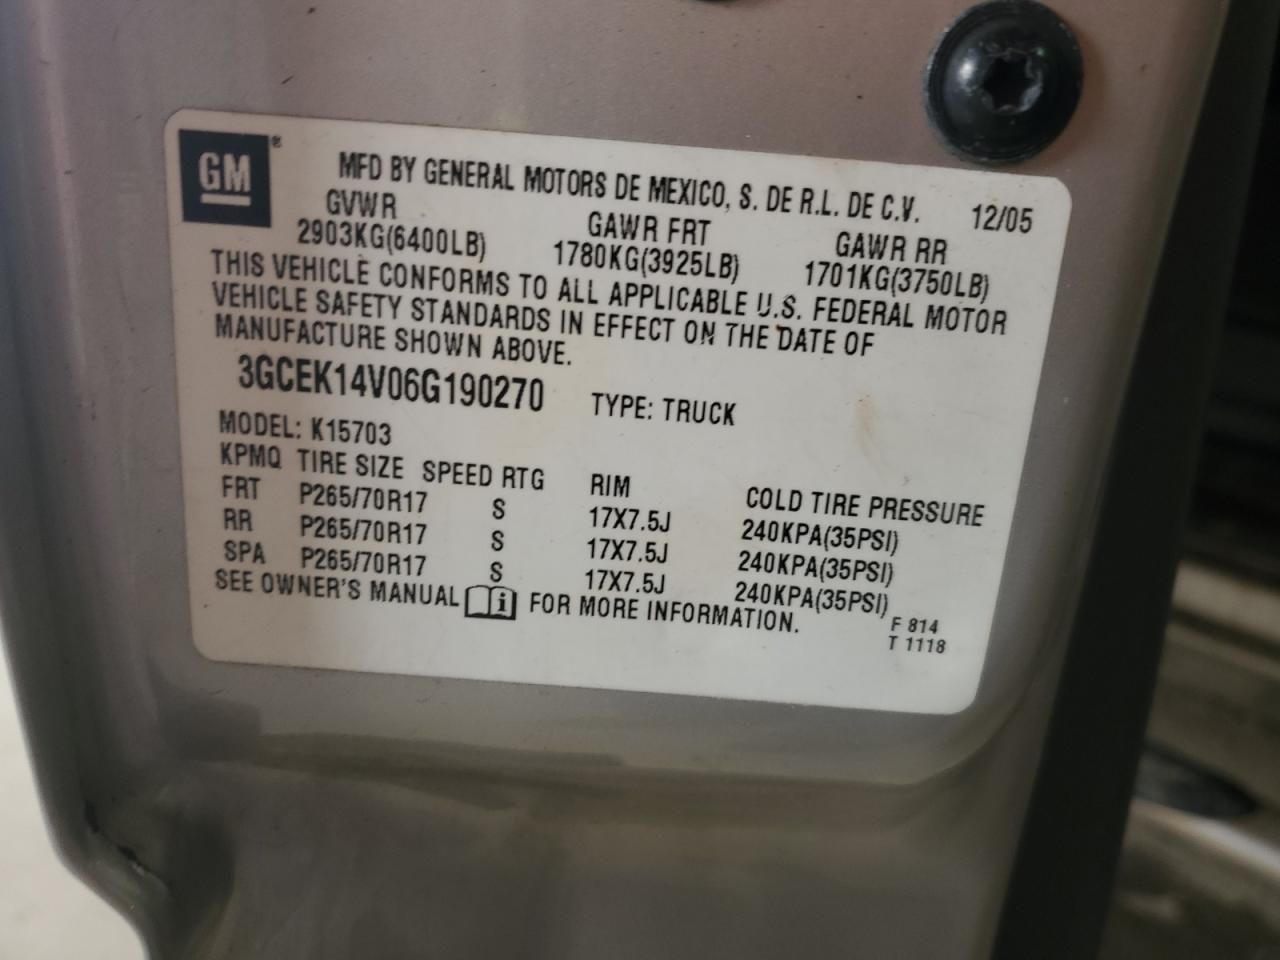 GM®
MFD BY GENERAL MOTORS DE MEXICO, S. DE R.L. DE C.V. 12/05
GVWR GAWR FRT GAWR RR
2903KG(6400LB) 1780KG(3925LB) 1701KG(3750LB)
THIS VEHICLE CONFORMS TO ALL APPLICABLE U.S. FEDERAL MOTOR
VEHICLE SAFETY STANDARDS IN EFFECT ON THE DATE OF
MANUFACTURE SHOWN ABOVE.
3GCEK14V06G190270 TYPE: TRUCK
MODEL: K15703
KPMQ TIRE SIZE SPEED RTG RIM COLD TIRE PRESSURE
FRT P265/70R17 S 17X7.5J 240KPA(35PSI)
RR P265/70R17 S 17X7.5J 240KPA(35PSI)
SPA P265/70R17 S 17X7.5J 240KPA(35PSI)
SEE OWNER'S MANUAL i FOR MORE INFORMATION.
F 814
T 1118